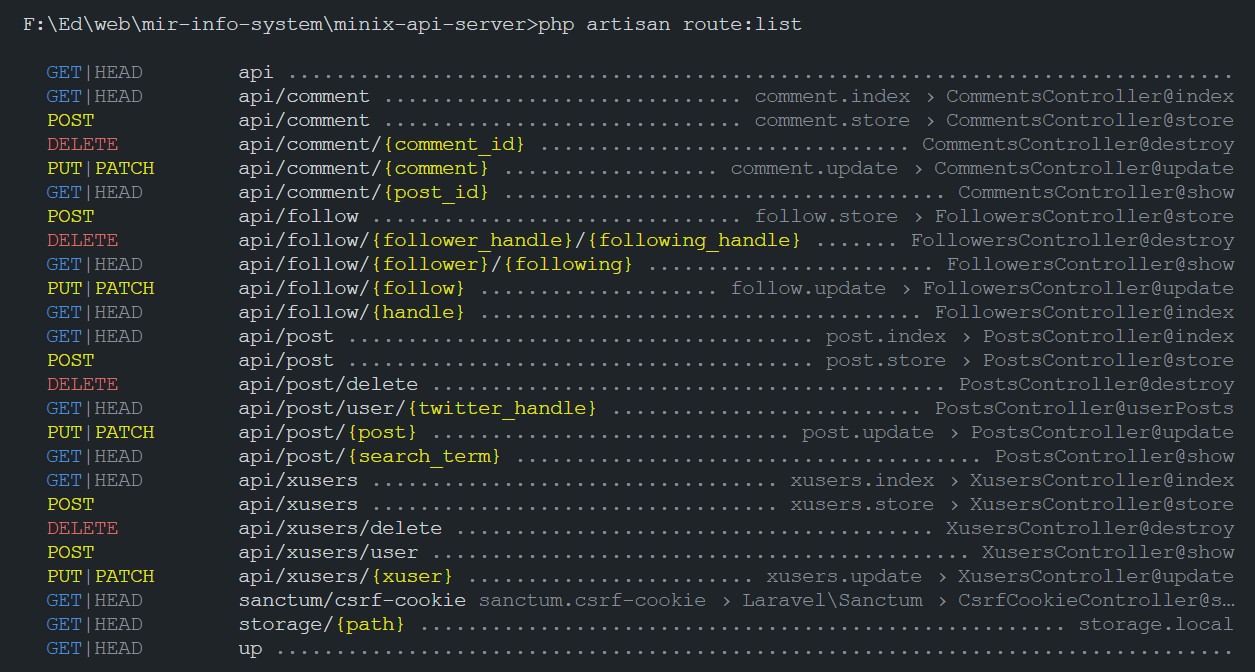 F:\Ed\web\mir-info-system\minix-api-server>php artisan route:list
GET|HEAD api ...............................................................................
GET|HEAD api/comment .............................. comment.index › CommentsController@index
POST api/comment .............................. comment.store › CommentsController@store
DELETE api/comment/{comment_id} ............................... CommentsController@destroy
PUT|PATCH api/comment/{comment} .................. comment.update › CommentsController@update
GET|HEAD api/comment/{post_id} ..................................... CommentsController@show
POST api/follow ............................... follow.store › FollowersController@store
DELETE api/follow/{follower_handle}/{following_handle} ....... FollowersController@destroy
GET|HEAD api/follow/{follower}/{following} ........................ FollowersController@show
PUT|PATCH api/follow/{follow} .................... follow.update › FollowersController@update
GET|HEAD api/follow/{handle} ..................................... FollowersController@index
GET|HEAD api/post ....................................... post.index › PostsController@index
POST api/post ....................................... post.store › PostsController@store
DELETE api/post/delete ........................................... PostsController@destroy
GET|HEAD api/post/user/{twitter_handle} .......................... PostsController@userPosts
PUT|PATCH api/post/{post} .............................. post.update › PostsController@update
GET|HEAD api/post/{search_term} ....................................... PostsController@show
GET|HEAD api/xusers .................................. xusers.index › XusersController@index
POST api/xusers .................................. xusers.store › XusersController@store
DELETE api/xusers/delete ........................................ XusersController@destroy
POST api/xusers/user ............................................. XusersController@show
PUT|PATCH api/xusers/{xuser} ........................ xusers.update › XusersController@update
GET|HEAD sanctum/csrf-cookie sanctum.csrf-cookie › Laravel\Sanctum › CsrfCookieController@s…
GET|HEAD storage/{path} ...................................................... storage.local
GET|HEAD up ................................................................................